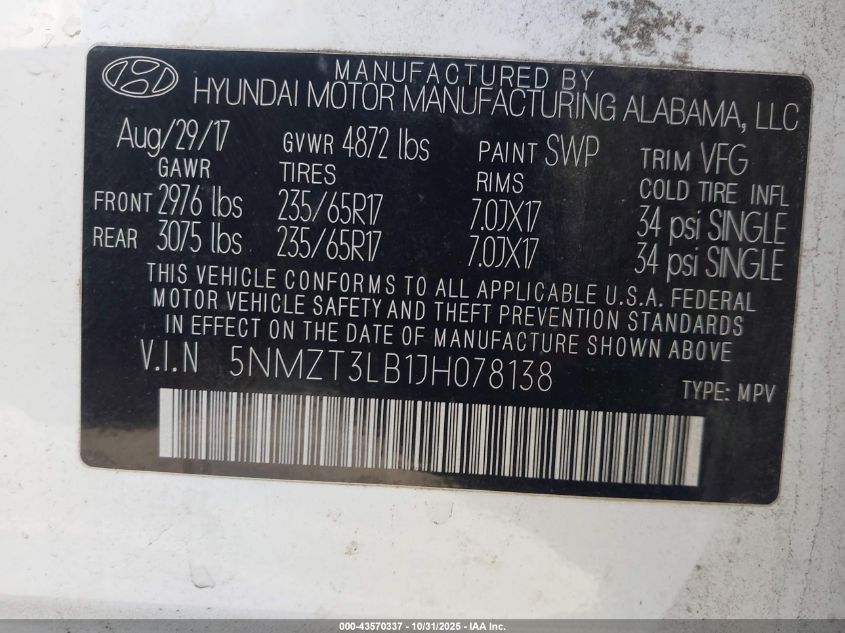 MANUFACTURED BY
HYUNDAI MOTOR MANUFACTURING ALABAMA, LLC
Aug/29/17 GVWR 4872 lbs PAINT SWP TRIM VFG
GAWR TIRES RIMS COLD TIRE INFL
FRONT 2976 lbs 235/65R17 7.0JX17 34 psi SINGLE
REAR 3075 lbs 235/65R17 7.0JX17 34 psi SINGLE
THIS VEHICLE CONFORMS TO ALL APPLICABLE U.S.A. FEDERAL
MOTOR VEHICLE SAFETY AND THEFT PREVENTION STANDARDS
IN EFFECT ON THE DATE OF MANUFACTURE SHOWN ABOVE.
V.I.N 5NMZT3LB1JH078138
TYPE: MPV
000-43570337 - 10/31/2025 - IAA Inc.